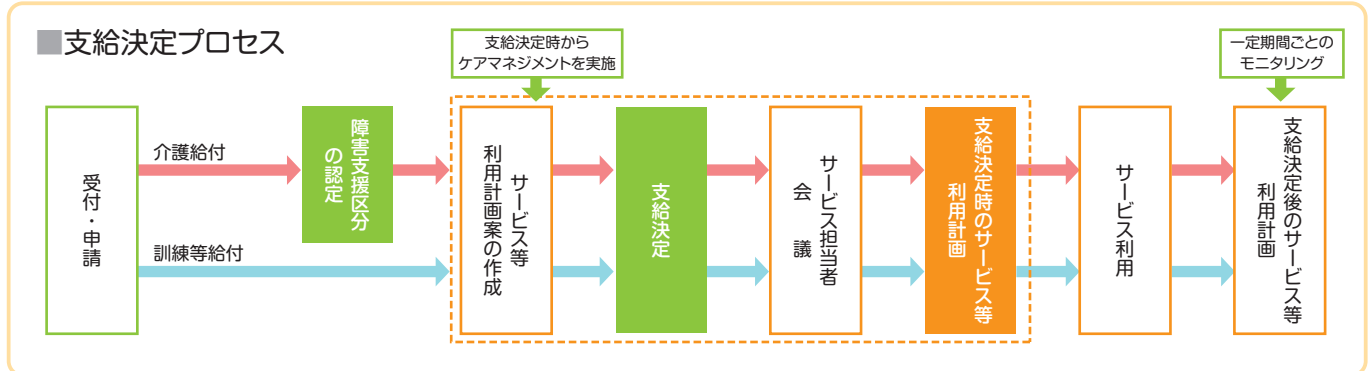 ■支給決定プロセス
支給決定時から
ケアマネジメントを実施
一定期間ごとの
モニタリング
受付・申請
介護給付
訓練等給付
障害支援区分
の認定
サービス等
利用計画案の作成
支給決定
サービス担当者
会議
支給決定時のサービス等
利用計画
サービス利用
支給決定後のサービス等
利用計画